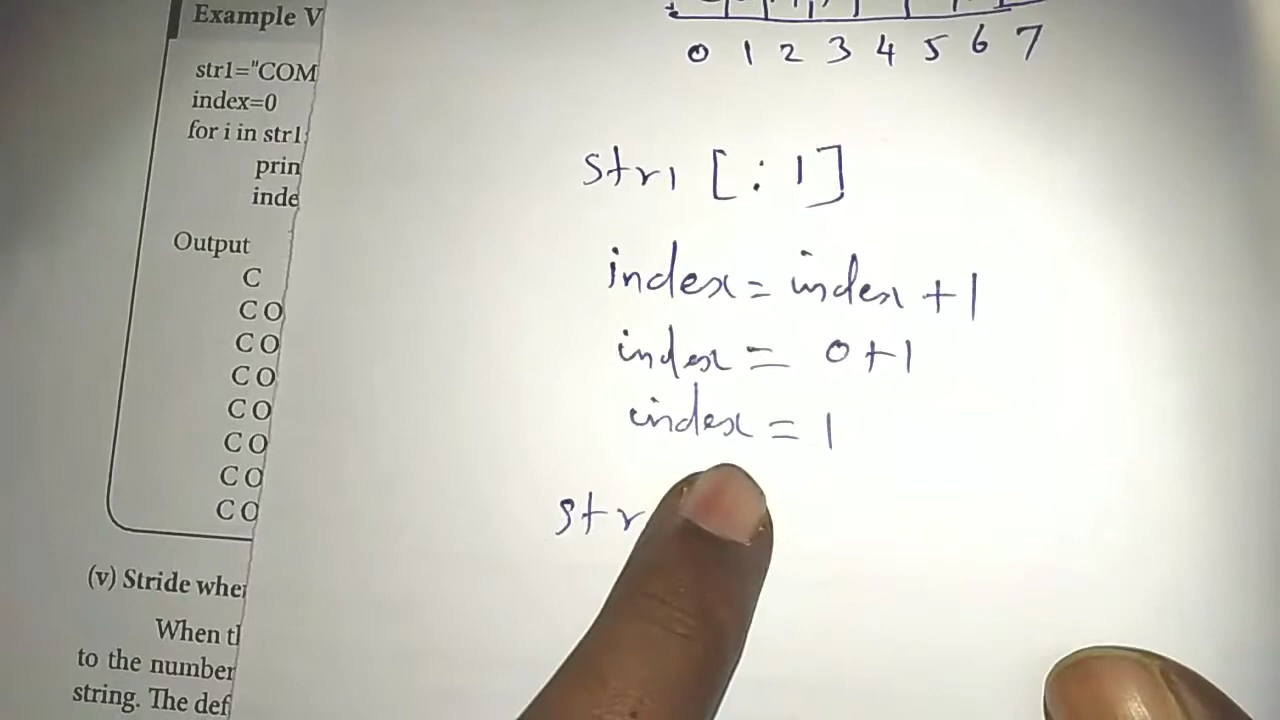 Example V
str1="COM
index=0
for i in str1:
prin
inde
Output
C
CO
CO
CO
CO
CO
CO
CO
(v) Stride whe
When t
to the number
string. The def
0 1 2 3 4 5 6 7
str1 [: 1]
index = index + 1
index = 0 + 1
index = 1
str